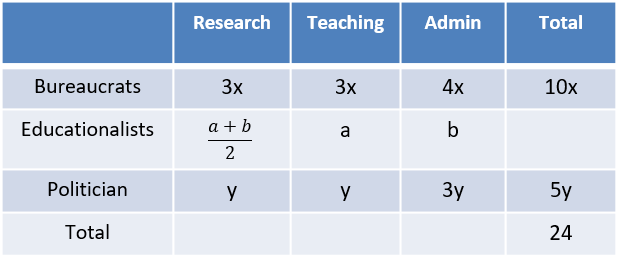 Research Teaching Admin Total
Bureaucrats 3x 3x 4x 10x
Educationalists a + b / 2 a b
Politician y y 3y 5y
Total 24